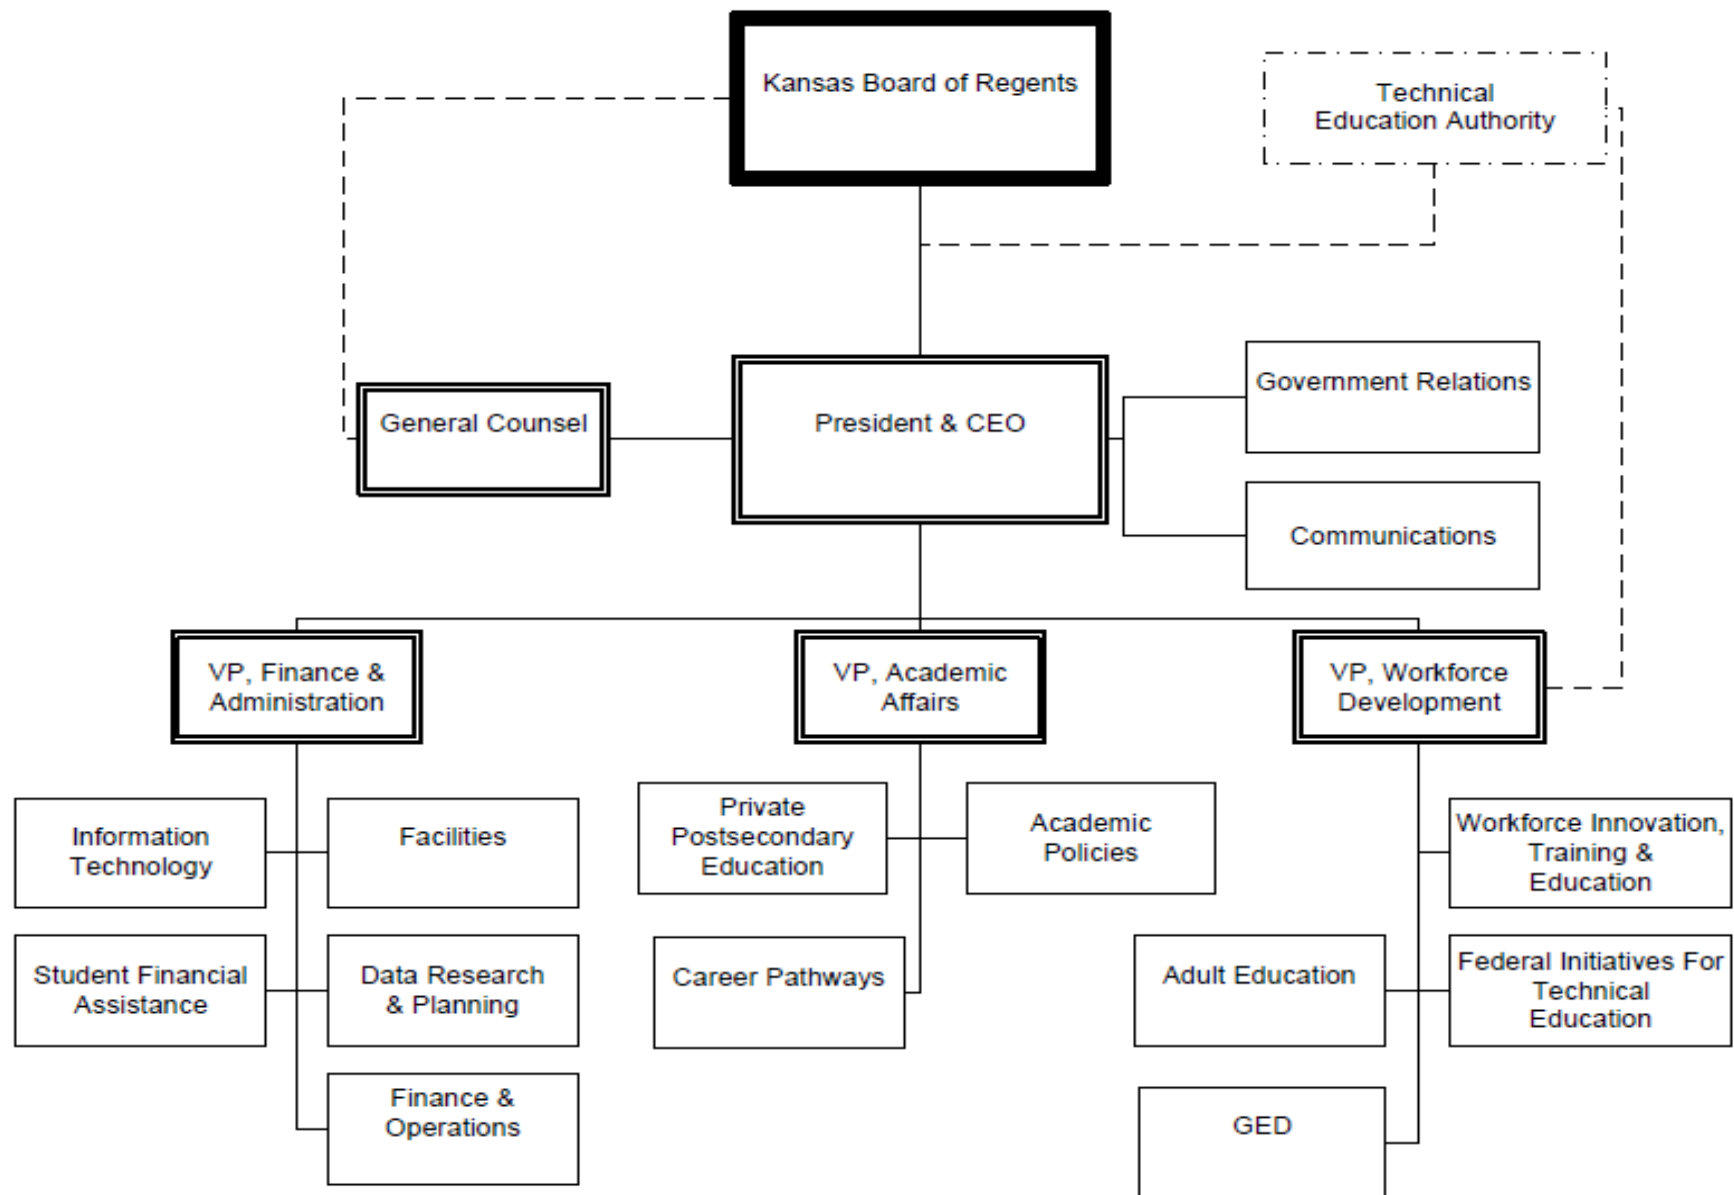 Kansas Board of Regents
Technical
Education Authority
Government Relations
General Counsel
President & CEO
Communications
VP, Finance &
Administration
VP, Academic
Affairs
VP, Workforce
Development
Information
Technology
Facilities
Private
Postsecondary
Education
Academic
Policies
Workforce Innovation,
Training &
Education
Student Financial
Assistance
Data Research
& Planning
Career Pathways
Adult Education
Federal Initiatives For
Technical
Education
Finance &
Operations
GED